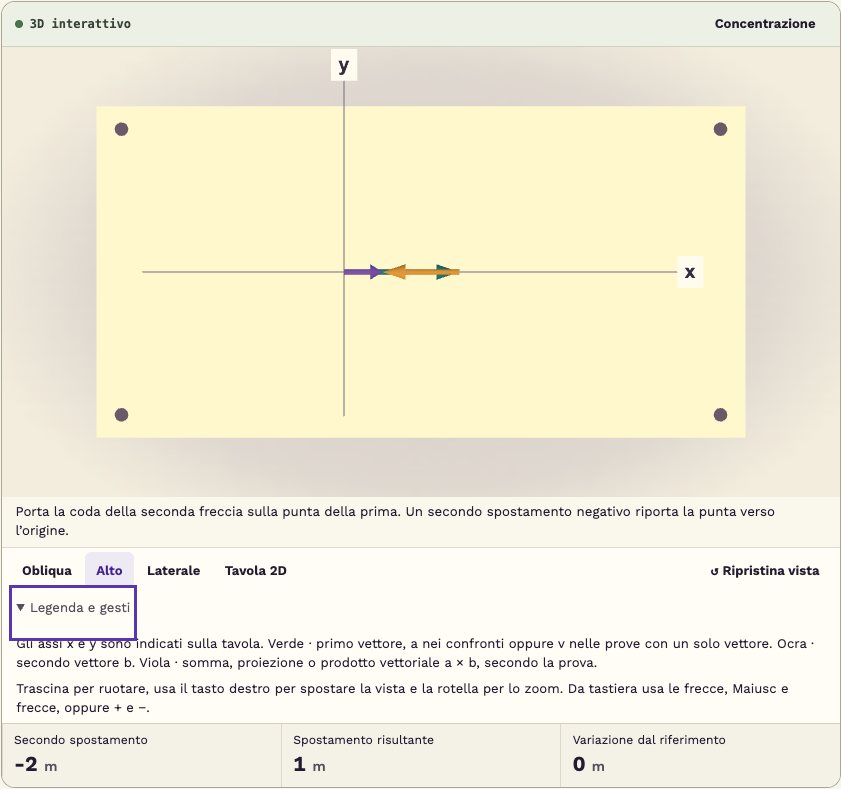 3D interattivo
Concentrazione
y
x
Porta la coda della seconda freccia sulla punta della prima. Un secondo spostamento negativo riporta la punta verso
l’origine.
Obliqua Alto Laterale Tavola 2D ↺ Ripristina vista
▼ Legenda e gesti
Gli assi x e y sono indicati sulla tavola. Verde · primo vettore, a nei confronti oppure v nelle prove con un solo vettore. Ocra ·
secondo vettore b. Viola · somma, proiezione o prodotto vettoriale a × b, secondo la prova.
Trascina per ruotare, usa il tasto destro per spostare la vista e la rotella per lo zoom. Da tastiera usa le frecce, Maiusc e
frecce, oppure + e −.
Secondo spostamento
-2 m
Spostamento risultante
1 m
Variazione dal riferimento
0 m